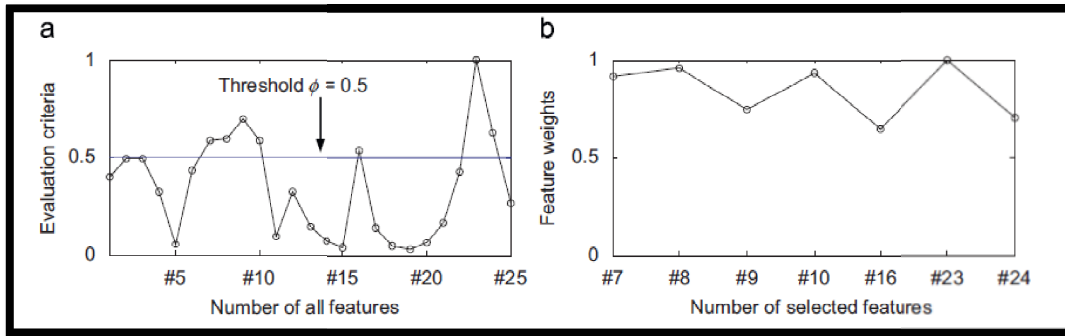 a
Evaluation criteria
1
0.5
0
Threshold ϕ = 0.5
#5 #10 #15 #20 #25
Number of all features
b
Feature weights
1
0.5
0
#7 #8 #9 #10 #16 #23 #24
Number of selected features